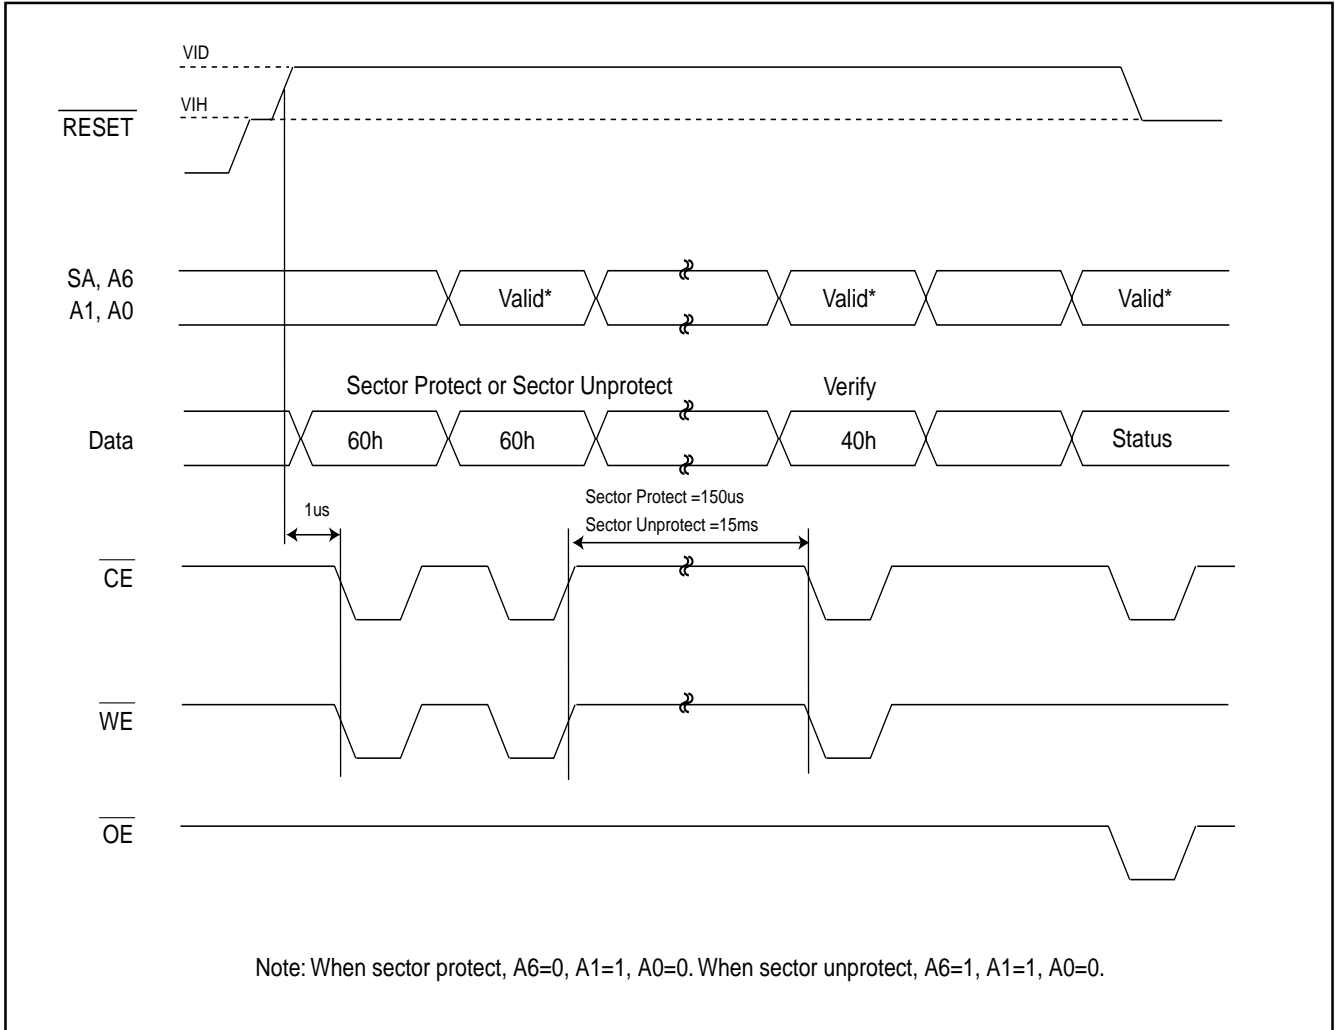 VID
VIH
RESET
SA, A6
A1, A0
Valid*
Valid*
Valid*
Sector Protect or Sector Unprotect
Verify
Data
60h
60h
40h
Status
Sector Protect =150us
1us
Sector Unprotect =15ms
CE
WE
OE
Note: When sector protect, A6=0, A1=1, A0=0. When sector unprotect, A6=1, A1=1, A0=0.